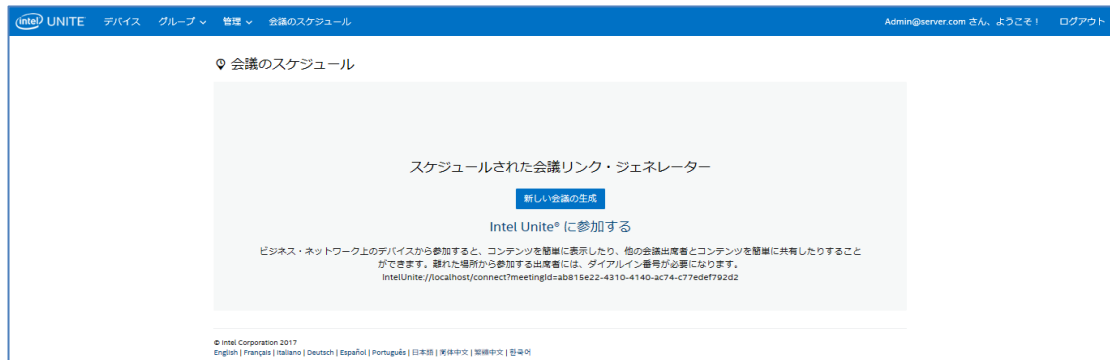 intel UNITE デバイス グループ 管理 会議のスケジュール Admin@server.com さん、ようこそ！ ログアウト
会議のスケジュール
スケジュールされた会議リンク・ジェネレーター
新しい会議の生成
Intel Unite® に参加する
ビジネス・ネットワーク上のデバイスから参加すると、コンテンツを簡単に表示したり、他の会議出席者とコンテンツを簡単に共有したりすること
ができます。離れた場所から参加する出席者には、ダイアルイン番号が必要になります。
IntelUnite://localhost/connect?meetingId=ab815e22-4310-4140-ac74-c77edef792d2
© Intel Corporation 2017
English | Français | Italiano | Deutsch | Español | Português | 日本語 | 简体中文 | 繁體中文 | 한국어